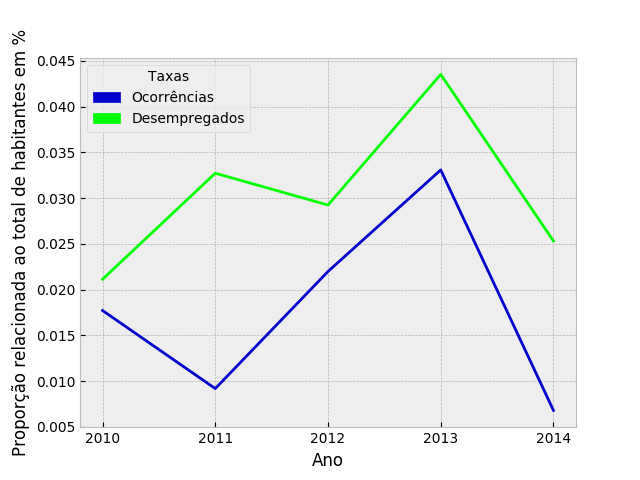 Proporção relacionada ao total de habitantes em %
0.045
0.040
0.035
0.030
0.025
0.020
0.015
0.010
0.005
Taxas
Ocorrências
Desempregados
2010 2011 2012 2013 2014
Ano